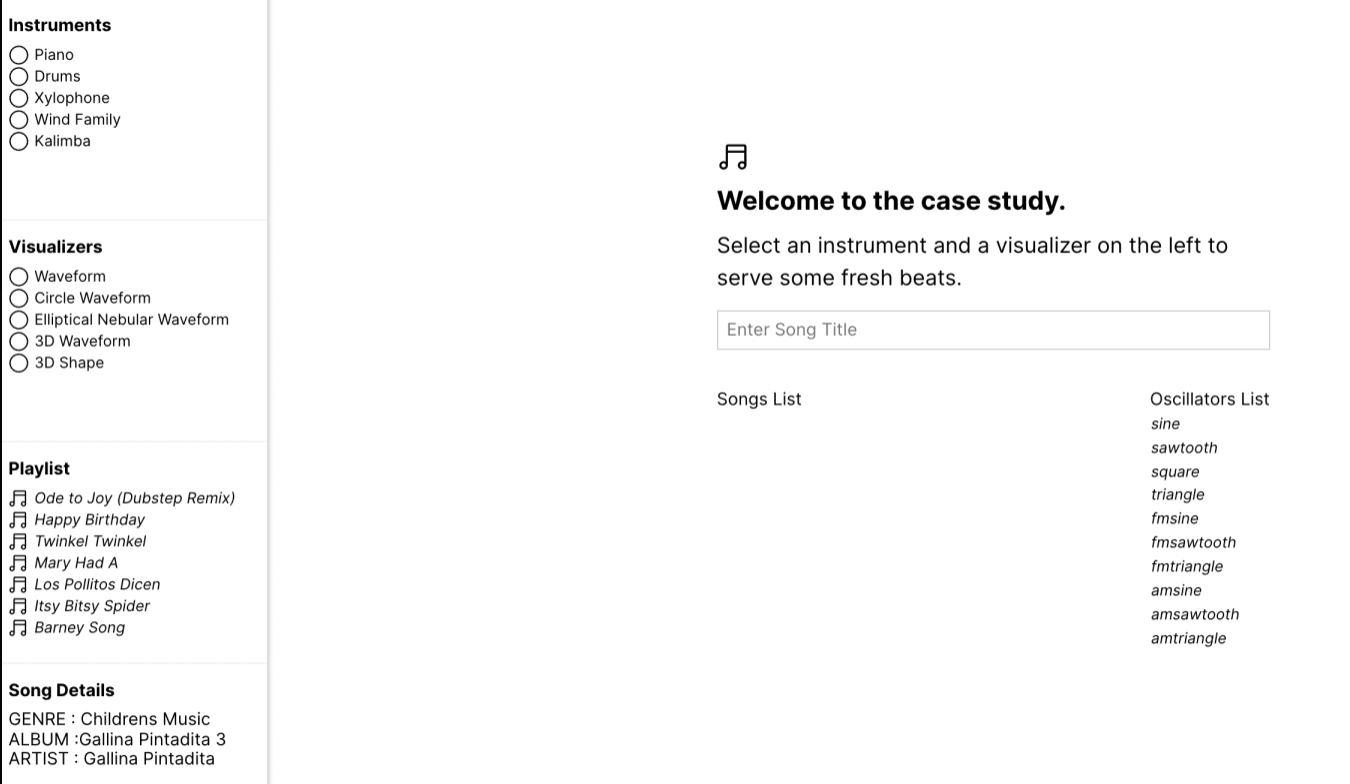 Instruments
Piano
Drums
Xylophone
Wind Family
Kalimba
Visualizers
Waveform
Circle Waveform
Elliptical Nebular Waveform
3D Waveform
3D Shape
Playlist
Ode to Joy (Dubstep Remix)
Happy Birthday
Twinkel Twinkel
Mary Had A
Los Pollitos Dicen
Itsy Bitsy Spider
Barney Song
Song Details
GENRE : Childrens Music
ALBUM :Gallina Pintadita 3
ARTIST : Gallina Pintadita
Welcome to the case study.
Select an instrument and a visualizer on the left to
serve some fresh beats.
Enter Song Title
Songs List
Oscillators List
sine
sawtooth
square
triangle
fmsine
fmsawtooth
fmtriangle
amsine
amsawtooth
amtriangle